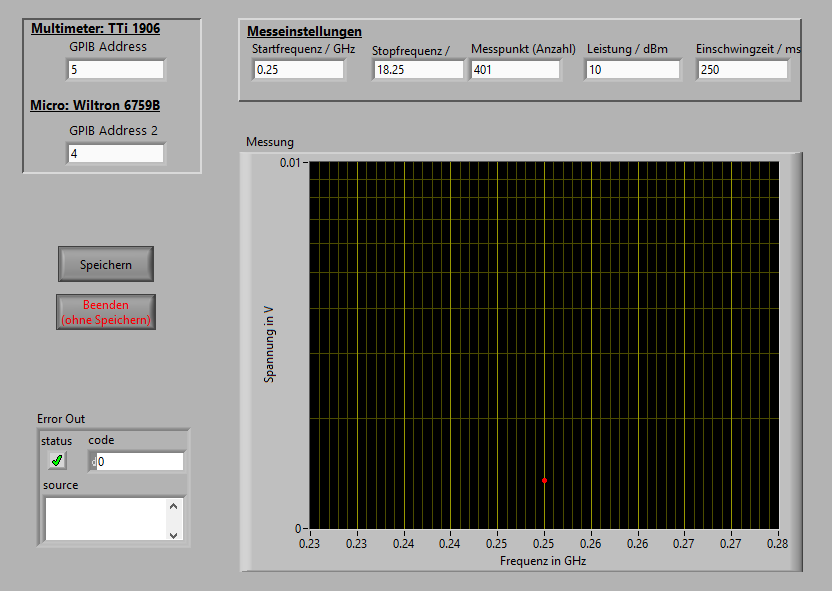 Multimeter: TTi 1906
GPIB Address
5
Micro: Wiltron 6759B
GPIB Address 2
4
Messeinstellungen
Startfrequenz / GHz
0.25
Stopfrequenz /
18.25
Messpunkt (Anzahl)
401
Leistung / dBm
10
Einschwingzeit / ms
250
Speichern
Beenden
(ohne Speichern)
Error Out
status
code
d0
source
Messung
0.01
Spannung in V
0
0.23 0.23 0.24 0.24 0.25 0.25 0.26 0.26 0.27 0.27 0.28
Frequenz in GHz